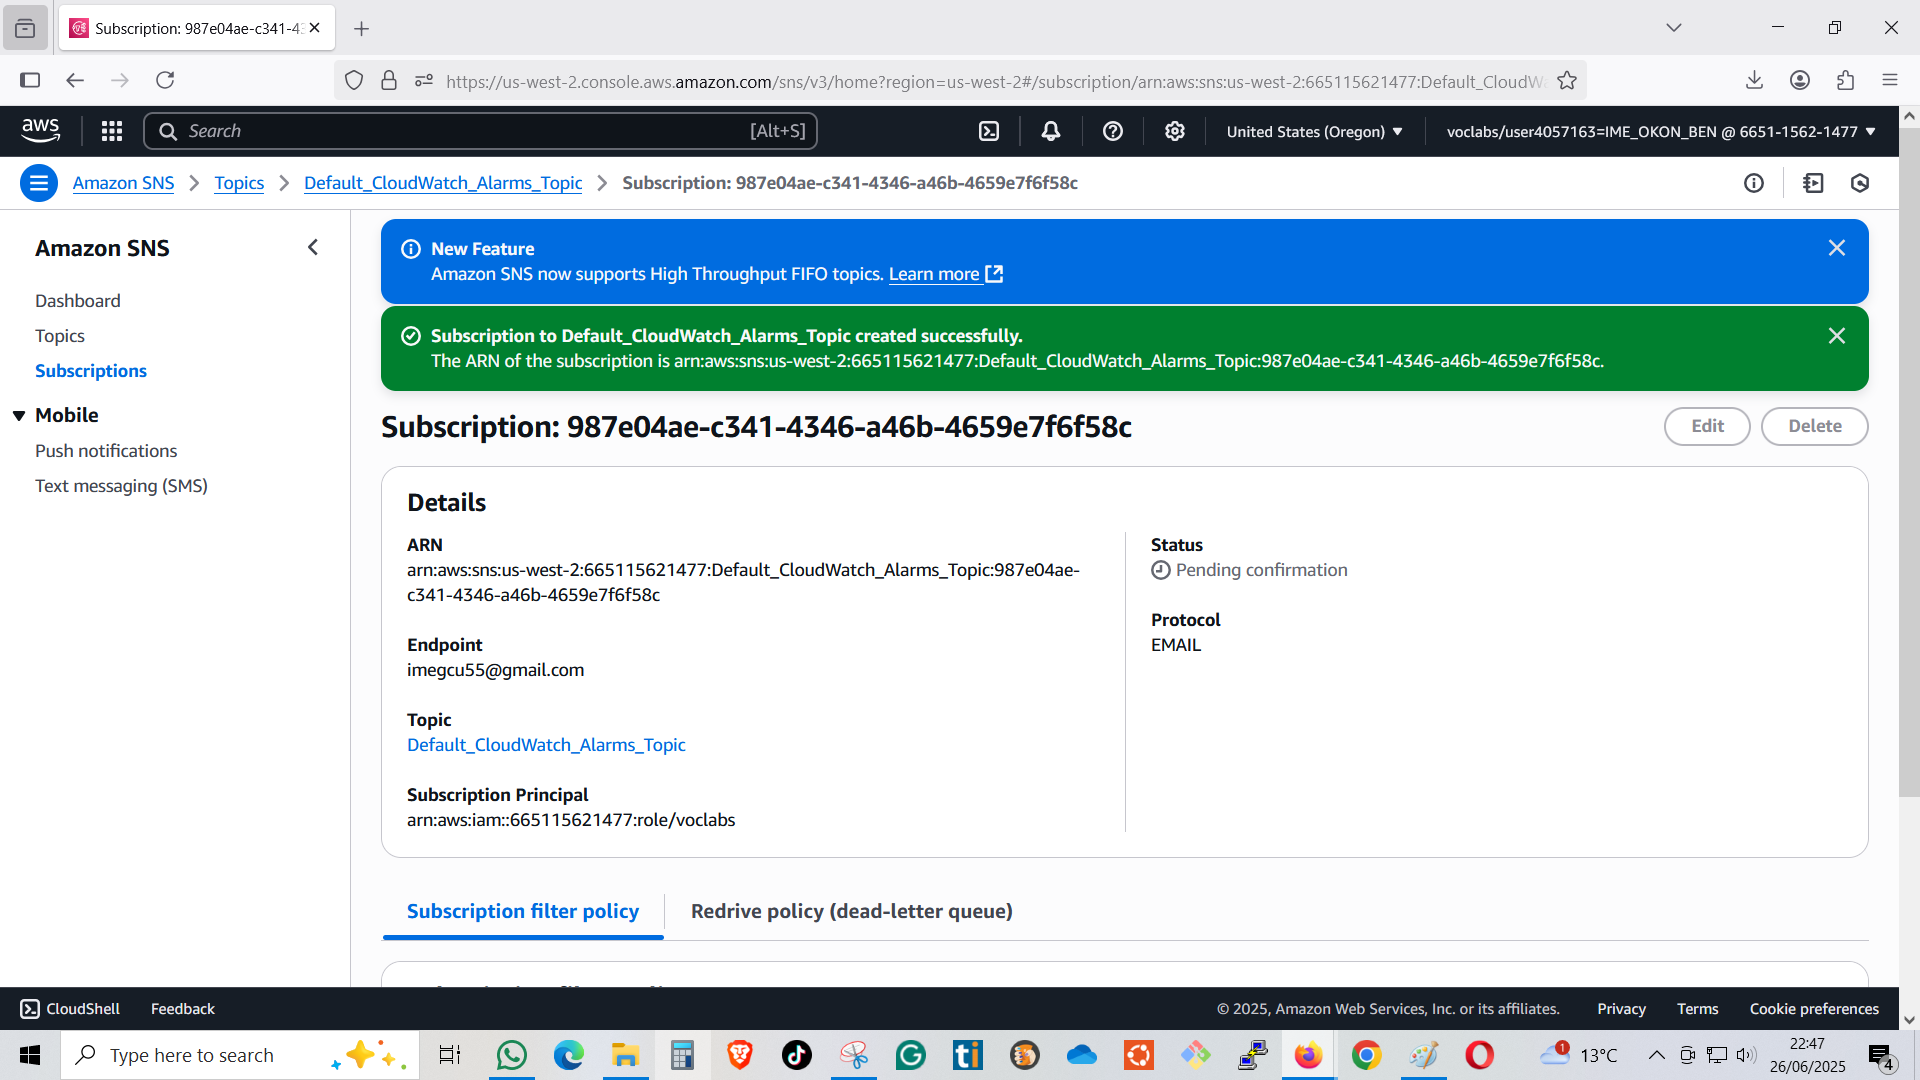 Subscription: 987e04ae-c341-43
https://us-west-2.console.aws.amazon.com/sns/v3/home?region=us-west-2#/subscription/arn:aws:sns:us-west-2:665115621477:Default_CloudW
aws
Search
[Alt+S]
United States (Oregon)
voclabs/user4057163=IME_OKON_BEN @ 6651-1562-1477
Amazon SNS
Topics
Default_CloudWatch_Alarms_Topic
Subscription: 987e04ae-c341-4346-a46b-4659e7f6f58c
Amazon SNS
Dashboard
Topics
Subscriptions
Mobile
Push notifications
Text messaging (SMS)
New Feature
Amazon SNS now supports High Throughput FIFO topics. Learn more
Subscription to Default_CloudWatch_Alarms_Topic created successfully.
The ARN of the subscription is arn:aws:sns:us-west-2:665115621477:Default_CloudWatch_Alarms_Topic:987e04ae-c341-4346-a46b-4659e7f6f58c.
Subscription: 987e04ae-c341-4346-a46b-4659e7f6f58c
Edit
Delete
Details
ARN
arn:aws:sns:us-west-2:665115621477:Default_CloudWatch_Alarms_Topic:987e04ae-
c341-4346-a46b-4659e7f6f58c
Endpoint
imegcu55@gmail.com
Topic
Default_CloudWatch_Alarms_Topic
Subscription Principal
arn:aws:iam::665115621477:role/voclabs
Status
Pending confirmation
Protocol
EMAIL
Subscription filter policy
Redrive policy (dead-letter queue)
CloudShell
Feedback
© 2025, Amazon Web Services, Inc. or its affiliates.
Privacy
Terms
Cookie preferences
Type here to search
1
13°C
22:47
26/06/2025
4